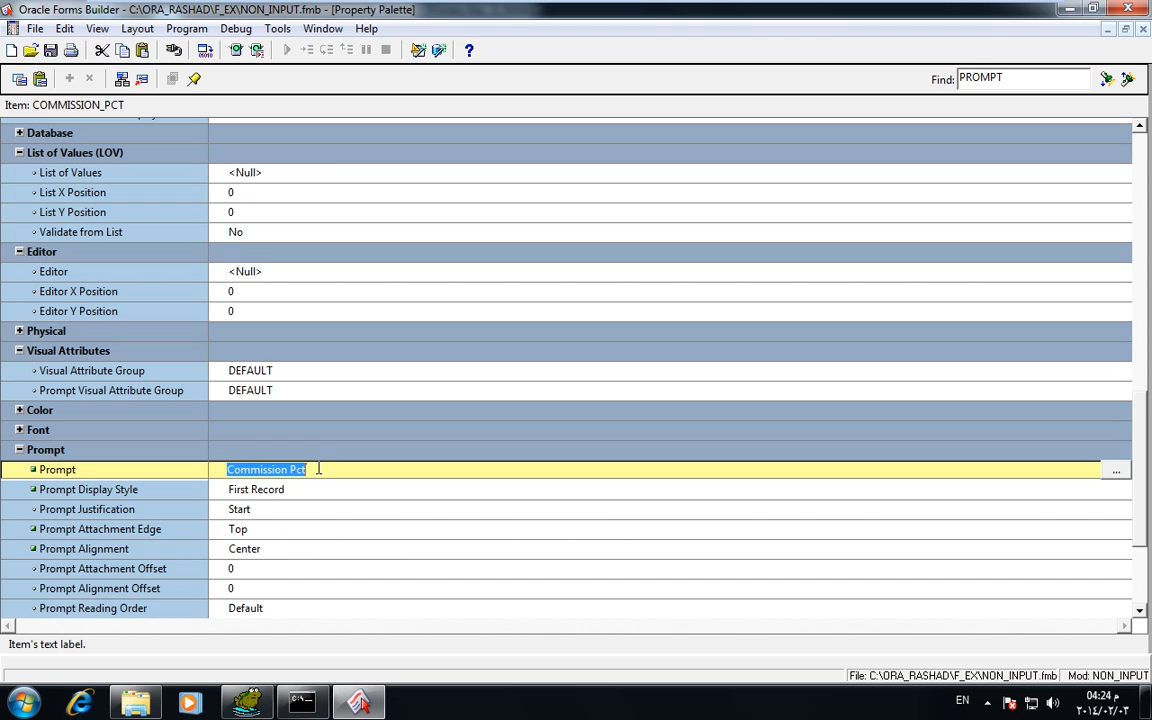 Oracle Forms Builder - C:\ORA_RASHAD\F_EX\NON_INPUT.fmb - [Property Palette]
File Edit View Layout Program Debug Tools Window Help
Find: PROMPT
Item: COMMISSION_PCT
Database
List of Values (LOV)
List of Values <Null>
List X Position 0
List Y Position 0
Validate from List No
Editor
Editor <Null>
Editor X Position 0
Editor Y Position 0
Physical
Visual Attributes
Visual Attribute Group DEFAULT
Prompt Visual Attribute Group DEFAULT
Color
Font
Prompt
Prompt Commission Pct ...
Prompt Display Style First Record
Prompt Justification Start
Prompt Attachment Edge Top
Prompt Alignment Center
Prompt Attachment Offset 0
Prompt Alignment Offset 0
Prompt Reading Order Default
Item's text label.
File: C:\ORA_RASHAD\F_EX\NON_INPUT.fmb Mod: NON_INPUT
EN 04:24 م
٢٠١٤/٠٢/٠٣